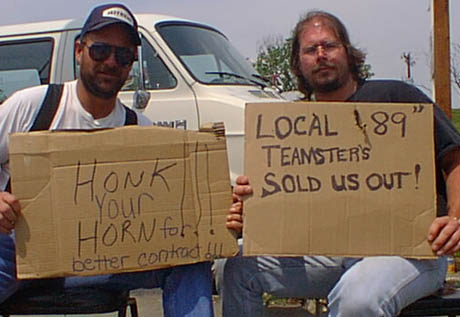 HONK
your
HORN for!!!
better contract!!!
LOCAL "89"
TEAMSTER'S
SOLD US OUT!